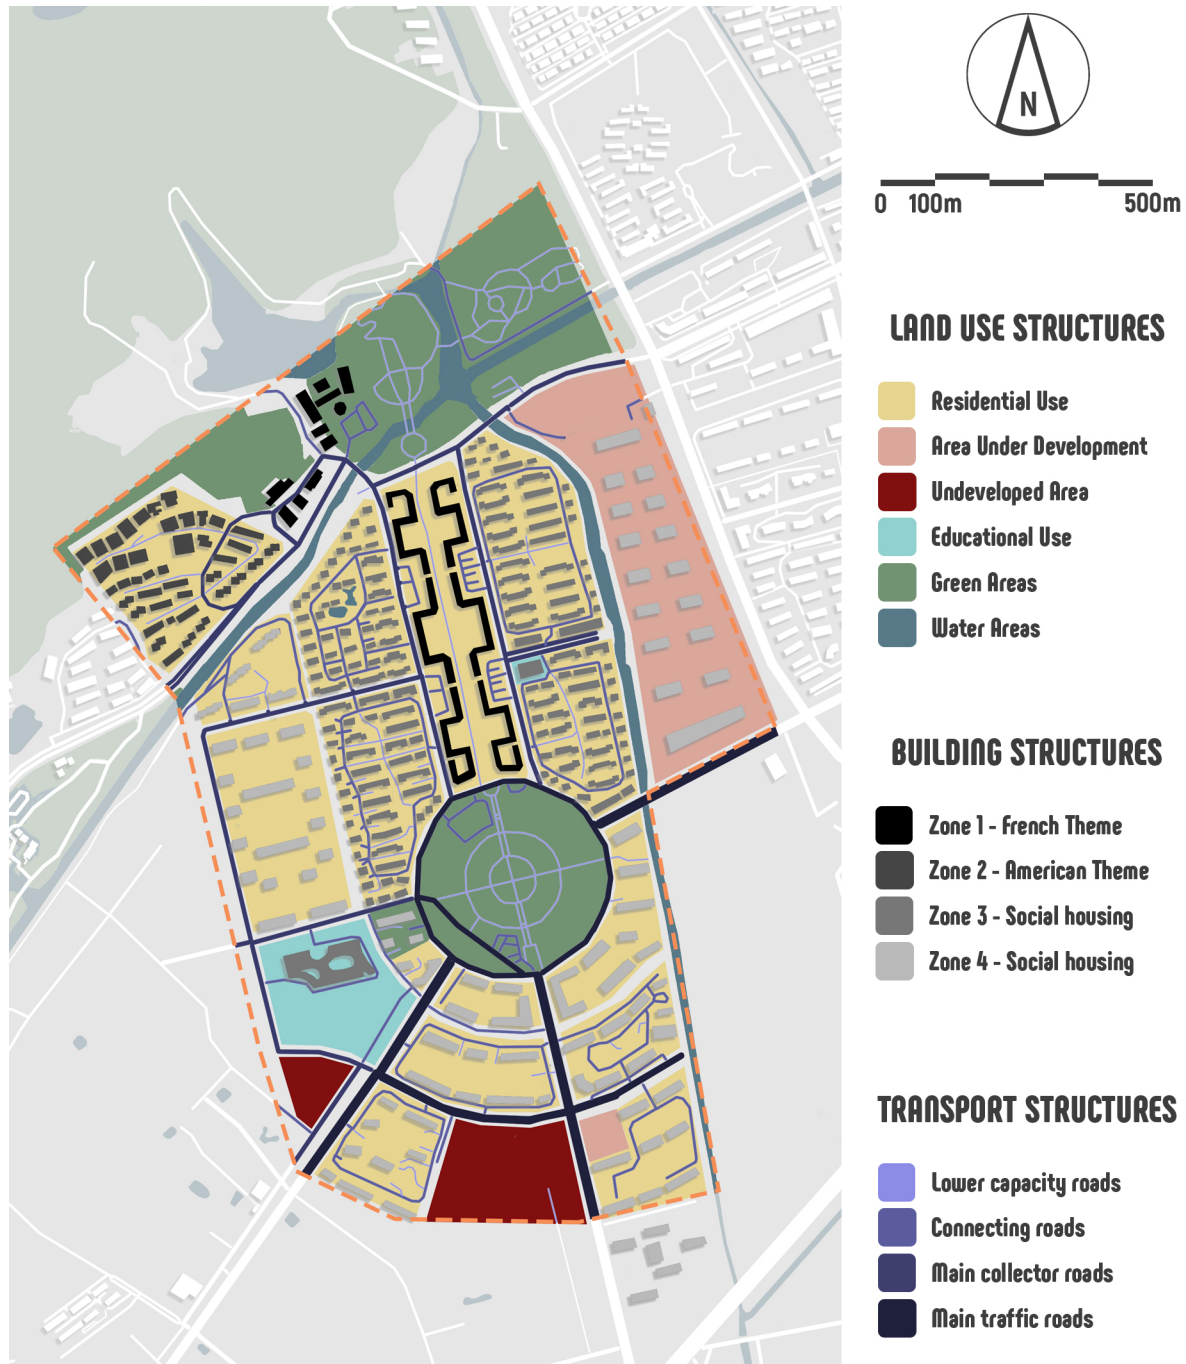 N
0 100m 500m
LAND USE STRUCTURES
Residential Use
Area Under Development
Undeveloped Area
Educational Use
Green Areas
Water Areas
BUILDING STRUCTURES
Zone 1 - French Theme
Zone 2 - American Theme
Zone 3 - Social housing
Zone 4 - Social housing
TRANSPORT STRUCTURES
Lower capacity roads
Connecting roads
Main collector roads
Main traffic roads